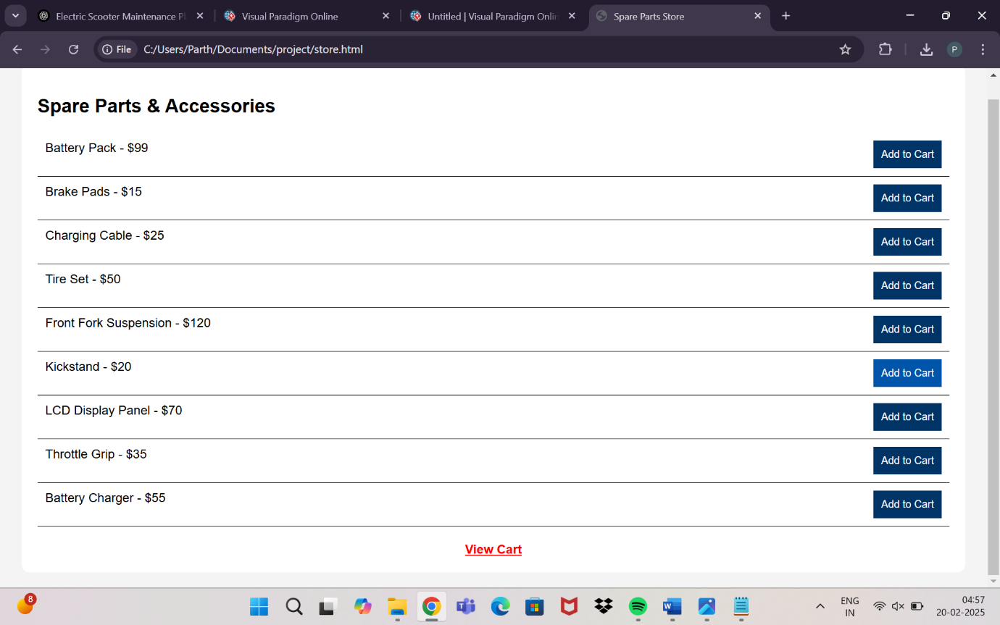 Electric Scooter Maintenance Pl
Visual Paradigm Online
Untitled | Visual Paradigm Onlin
Spare Parts Store
File
C:/Users/Parth/Documents/project/store.html
P
Spare Parts & Accessories
Battery Pack - $99
Add to Cart
Brake Pads - $15
Add to Cart
Charging Cable - $25
Add to Cart
Tire Set - $50
Add to Cart
Front Fork Suspension - $120
Add to Cart
Kickstand - $20
Add to Cart
LCD Display Panel - $70
Add to Cart
Throttle Grip - $35
Add to Cart
Battery Charger - $55
Add to Cart
View Cart
8
ENG
IN
04:57
20-02-2025